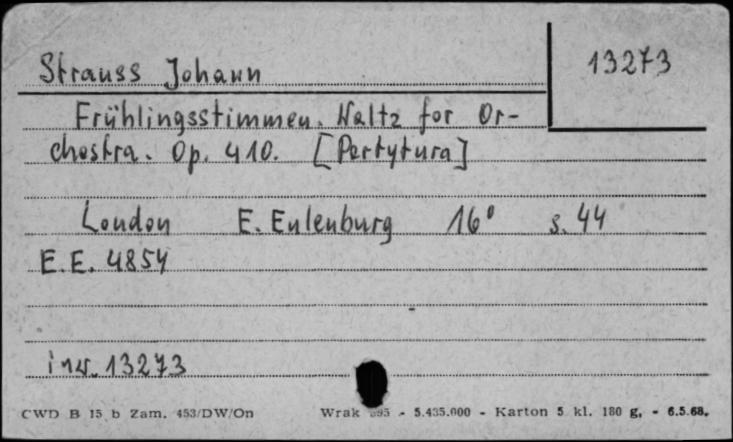 13273
Strauss Johann
Frühlingsstimmen. Waltz for Or-
chestra. Op. 410. [Partytura]
London E. Eulenburg 16° s. 44
E.E. 4854
inw. 13273
CWD B 15 b Zam. 453/DW/On Wrak - 5.435.000 - Karton 5 kl. 180 g. - 6.5.68.